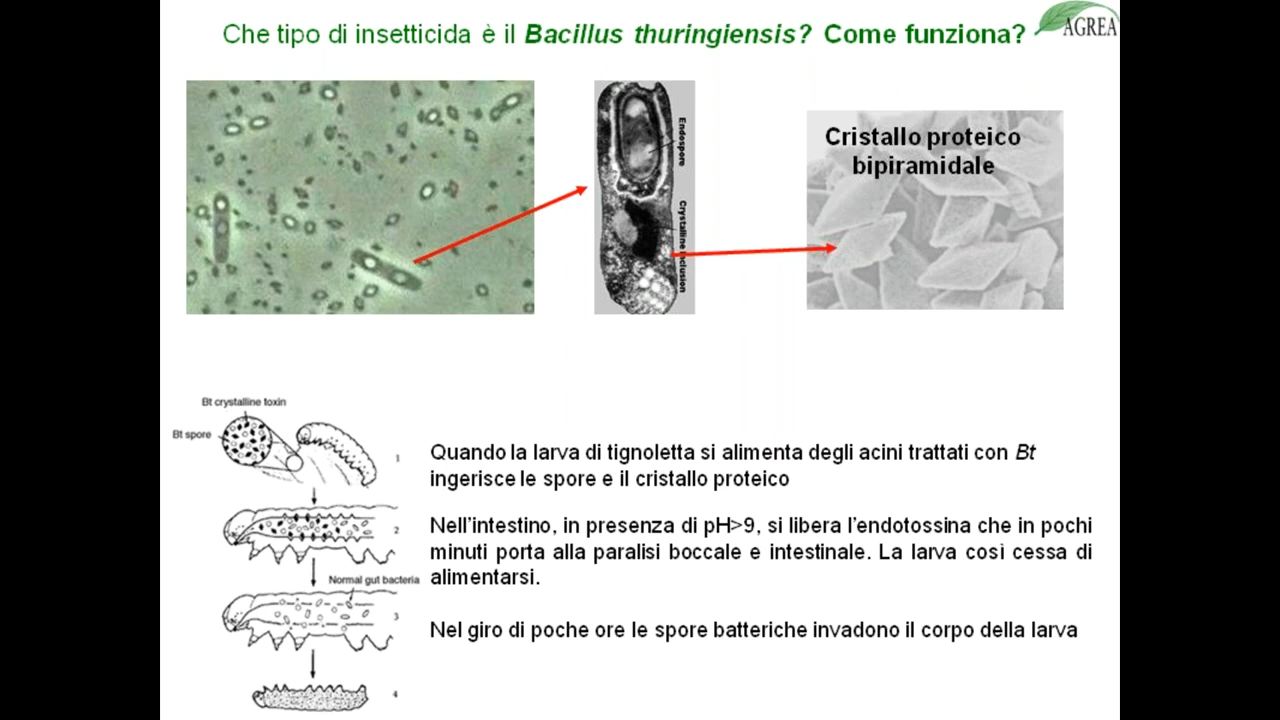 Che tipo di insetticida è il Bacillus thuringiensis? Come funziona?
AGREA
Endospore
Crystalline inclusion
Cristallo proteico
bipiramidale
Bt crystalline toxin
Bt spore
1
2
Normal gut bacteria
3
4
Quando la larva di tignoletta si alimenta degli acini trattati con Bt
ingerisce le spore e il cristallo proteico
Nell'intestino, in presenza di pH>9, si libera l'endotossina che in pochi
minuti porta alla paralisi boccale e intestinale. La larva così cessa di
alimentarsi.
Nel giro di poche ore le spore batteriche invadono il corpo della larva